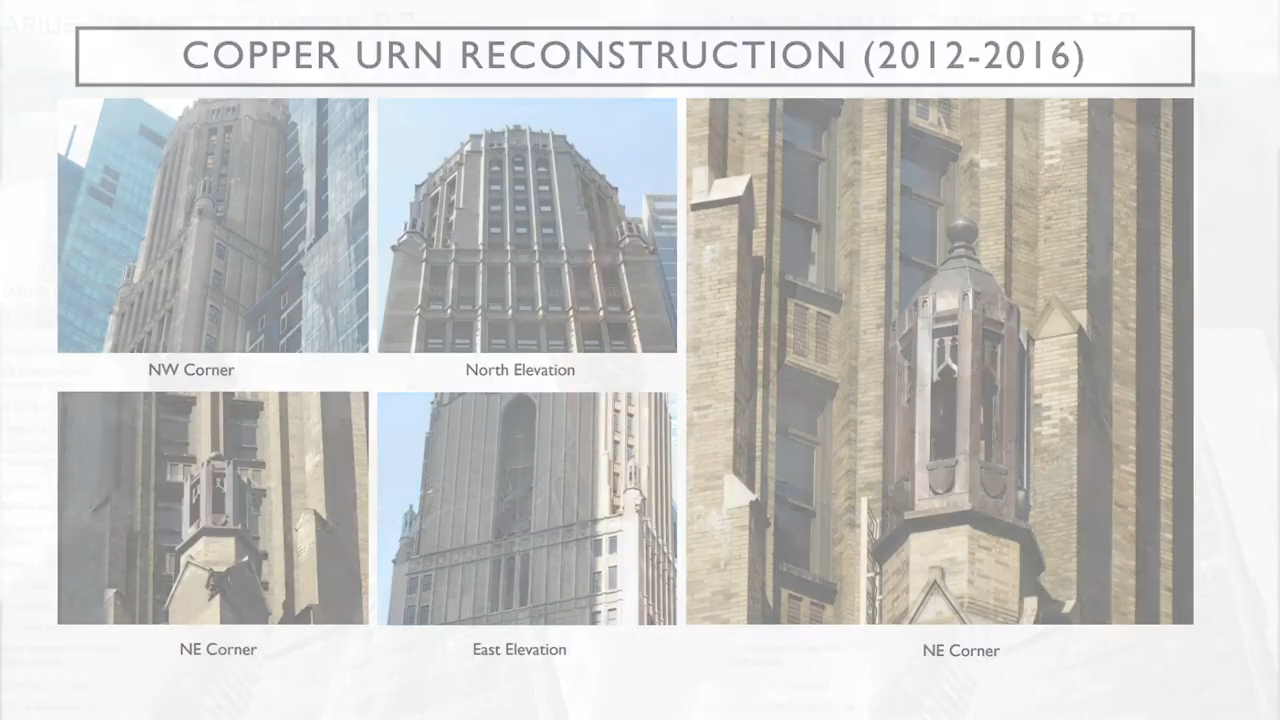 COPPER URN RECONSTRUCTION (2012-2016)
NW Corner
North Elevation
NE Corner
East Elevation
NE Corner